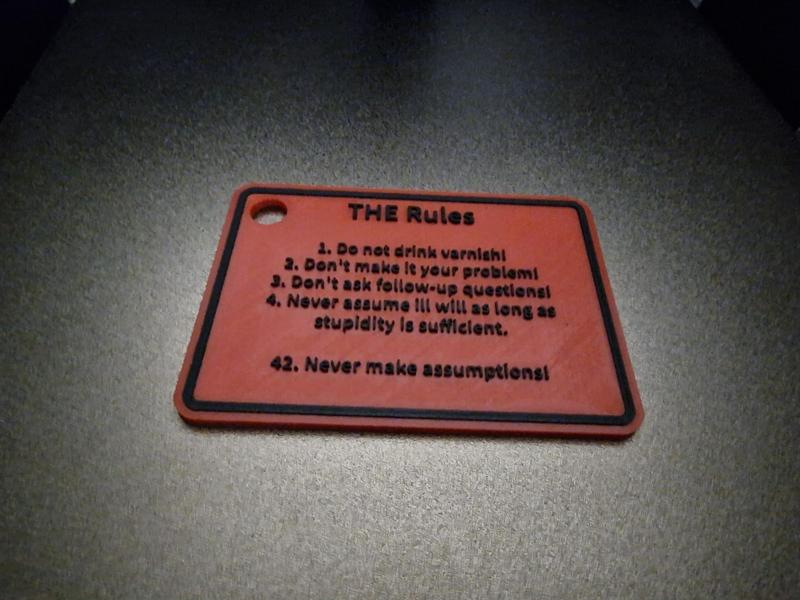 THE Rules
1. Do not drink varnish!
2. Don't make it your problem!
3. Don't ask follow-up questions!
4. Never assume ill will as long as
stupidity is sufficient.
42. Never make assumptions!